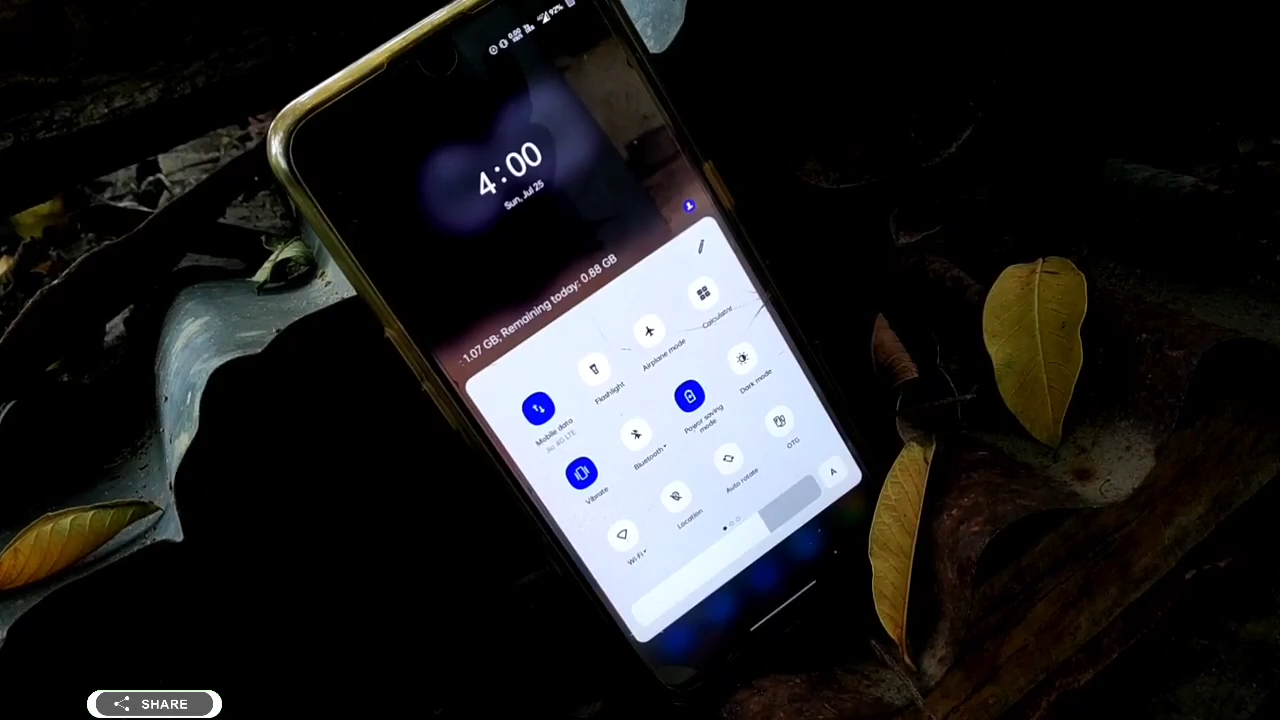 92%
4:00
Sun, Jul 25
1.07 GB; Remaining today: 0.88 GB
Mobile data
Jio 4G LTE
Flashlight
Airplane mode
Calculator
Vibrate
Bluetooth
Power saving
mode
Dark mode
Wi-Fi
Location
Auto rotate
OTG
A
SHARE